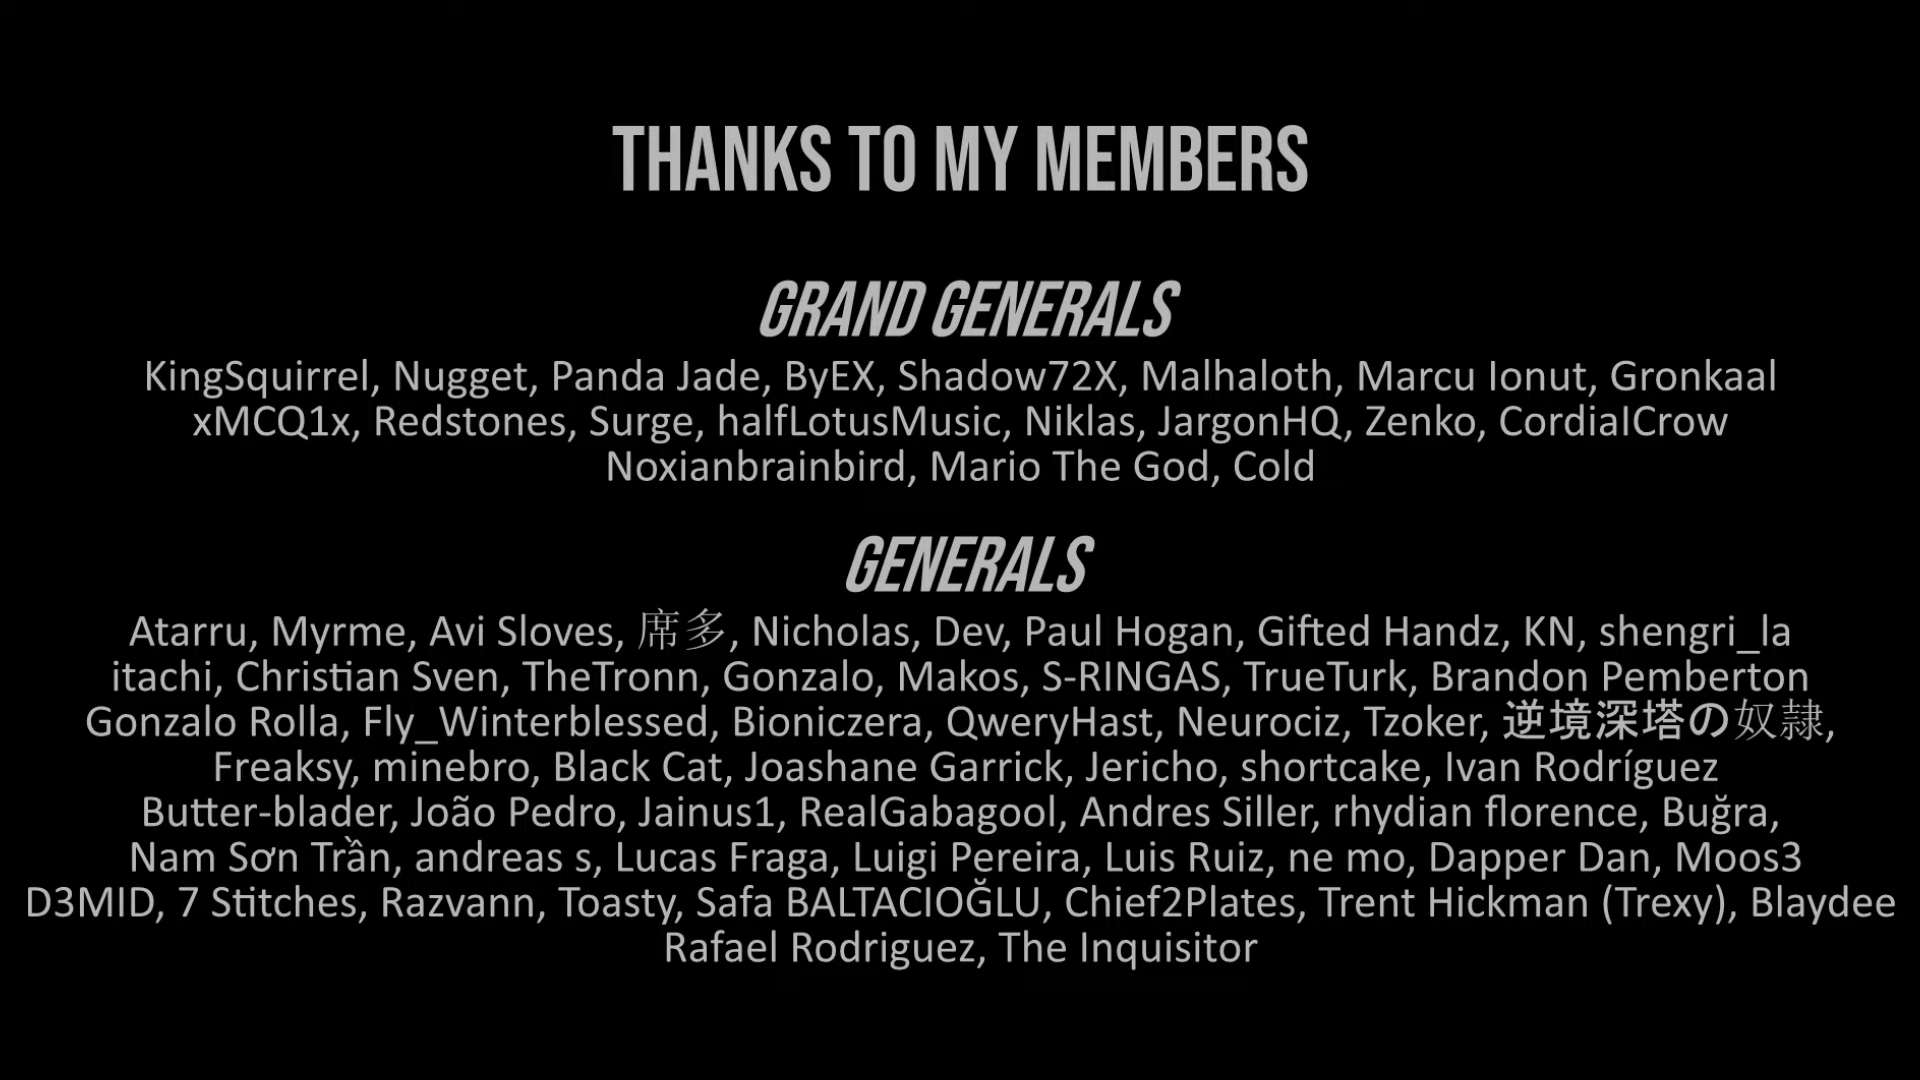 THANKS TO MY MEMBERS
GRAND GENERALS
KingSquirrel, Nugget, Panda Jade, ByEX, Shadow72X, Malhaloth, Marcu Ionut, Gronkaal
xMCQ1x, Redstones, Surge, halfLotusMusic, Niklas, JargonHQ, Zenko, CordialCrow
Noxianbrainbird, Mario The God, Cold
GENERALS
Atarru, Myrme, Avi Sloves, 席多, Nicholas, Dev, Paul Hogan, Gifted Handz, KN, shengri_la
itachi, Christian Sven, TheTronn, Gonzalo, Makos, S-RINGAS, TrueTurk, Brandon Pemberton
Gonzalo Rolla, Fly_Winterblessed, Bioniczera, QweryHast, Neurociz, Tzoker, 逆境深塔の奴隷,
Freaksy, minebro, Black Cat, Joashane Garrick, Jericho, shortcake, Ivan Rodríguez
Butter-blader, João Pedro, Jainus1, RealGabagool, Andres Siller, rhydian florence, Buğra,
Nam Sơn Trần, andreas s, Lucas Fraga, Luigi Pereira, Luis Ruiz, ne mo, Dapper Dan, Moos3
D3MID, 7 Stitches, Razvann, Toasty, Safa BALTACIOĞLU, Chief2Plates, Trent Hickman (Trexy), Blaydee
Rafael Rodriguez, The Inquisitor